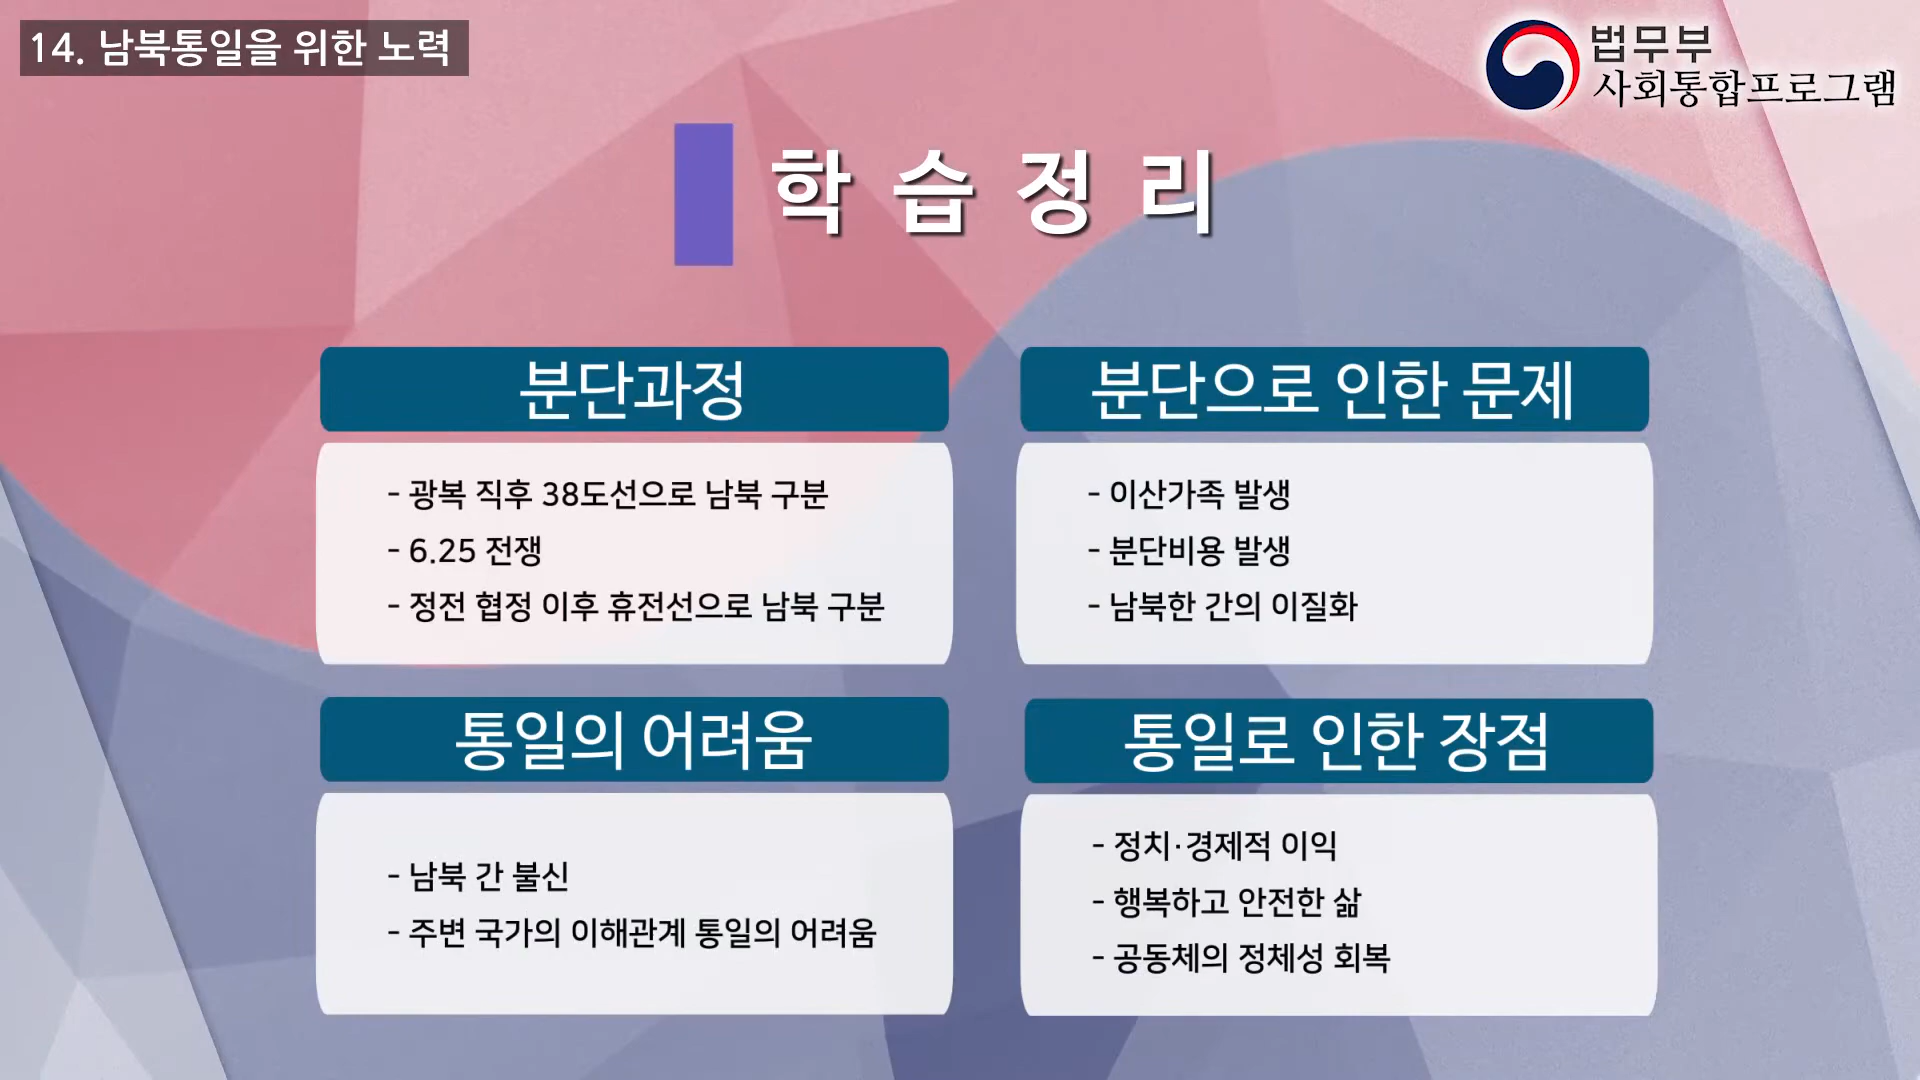 14. 남북통일을 위한 노력
법무부
사회통합프로그램
학습정리
분단과정
- 광복 직후 38도선으로 남북 구분
- 6.25 전쟁
- 정전 협정 이후 휴전선으로 남북 구분
분단으로 인한 문제
- 이산가족 발생
- 분단비용 발생
- 남북한 간의 이질화
통일의 어려움
- 남북 간 불신
- 주변 국가의 이해관계 통일의 어려움
통일로 인한 장점
- 정치·경제적 이익
- 행복하고 안전한 삶
- 공동체의 정체성 회복